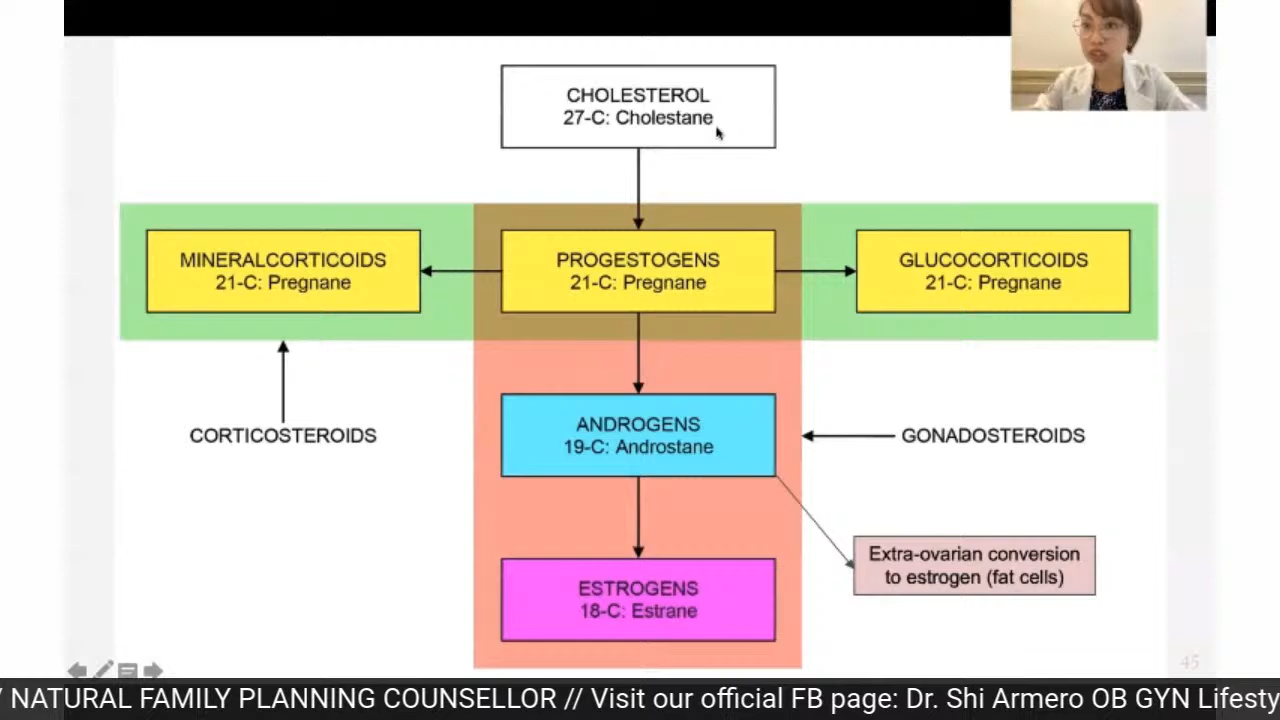 CHOLESTEROL
27-C: Cholestane
MINERALCORTICOIDS
21-C: Pregnane
PROGESTOGENS
21-C: Pregnane
GLUCOCORTICOIDS
21-C: Pregnane
CORTICOSTEROIDS
ANDROGENS
19-C: Androstane
GONADOSTEROIDS
Extra-ovarian conversion
to estrogen (fat cells)
ESTROGENS
18-C: Estrane
45
/ NATURAL FAMILY PLANNING COUNSELLOR // Visit our official FB page: Dr. Shi Armero OB GYN Lifesty